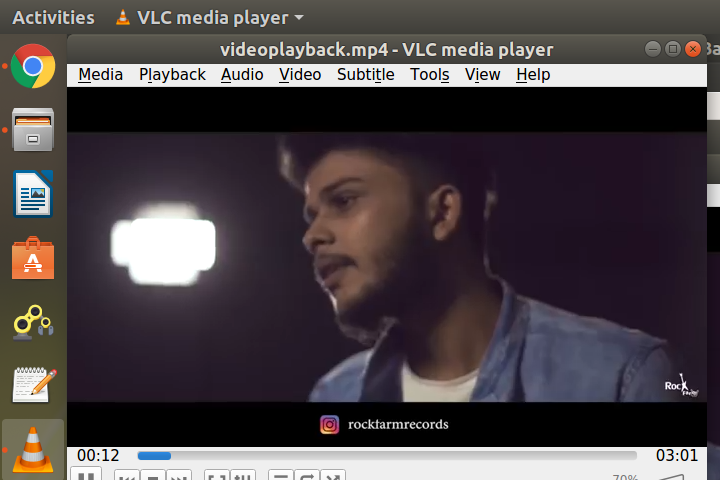 Activities VLC media player
videoplayback.mp4 - VLC media player
Media Playback Audio Video Subtitle Tools View Help
Rock
rockfarmrecords
00:12 03:01
70%